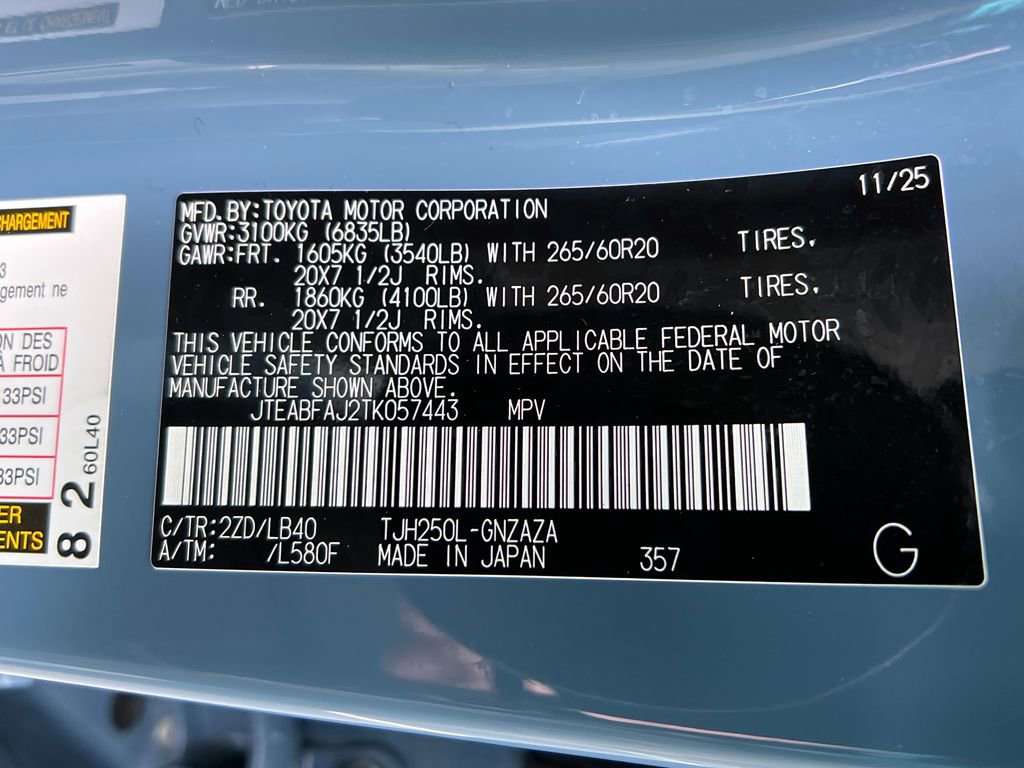 CHARGEMENT
3
gement ne
ON DES
À FROID
33PSI
33PSI
33PSI
ER
ENTS
8 2 60L40
11/25
MFD.BY:TOYOTA MOTOR CORPORATION
GVWR:3100KG (6835LB)
GAWR:FRT. 1605KG (3540LB) WITH 265/60R20 TIRES,
20X7 1/2J RIMS.
RR. 1860KG (4100LB) WITH 265/60R20 TIRES,
20X7 1/2J RIMS.
THIS VEHICLE CONFORMS TO ALL APPLICABLE FEDERAL MOTOR
VEHICLE SAFETY STANDARDS IN EFFECT ON THE DATE OF
MANUFACTURE SHOWN ABOVE.
JTEABFAJ2TK057443 MPV
C/TR:2ZD/LB40 TJH250L-GNZAZA
A/TM: /L580F MADE IN JAPAN 357
G